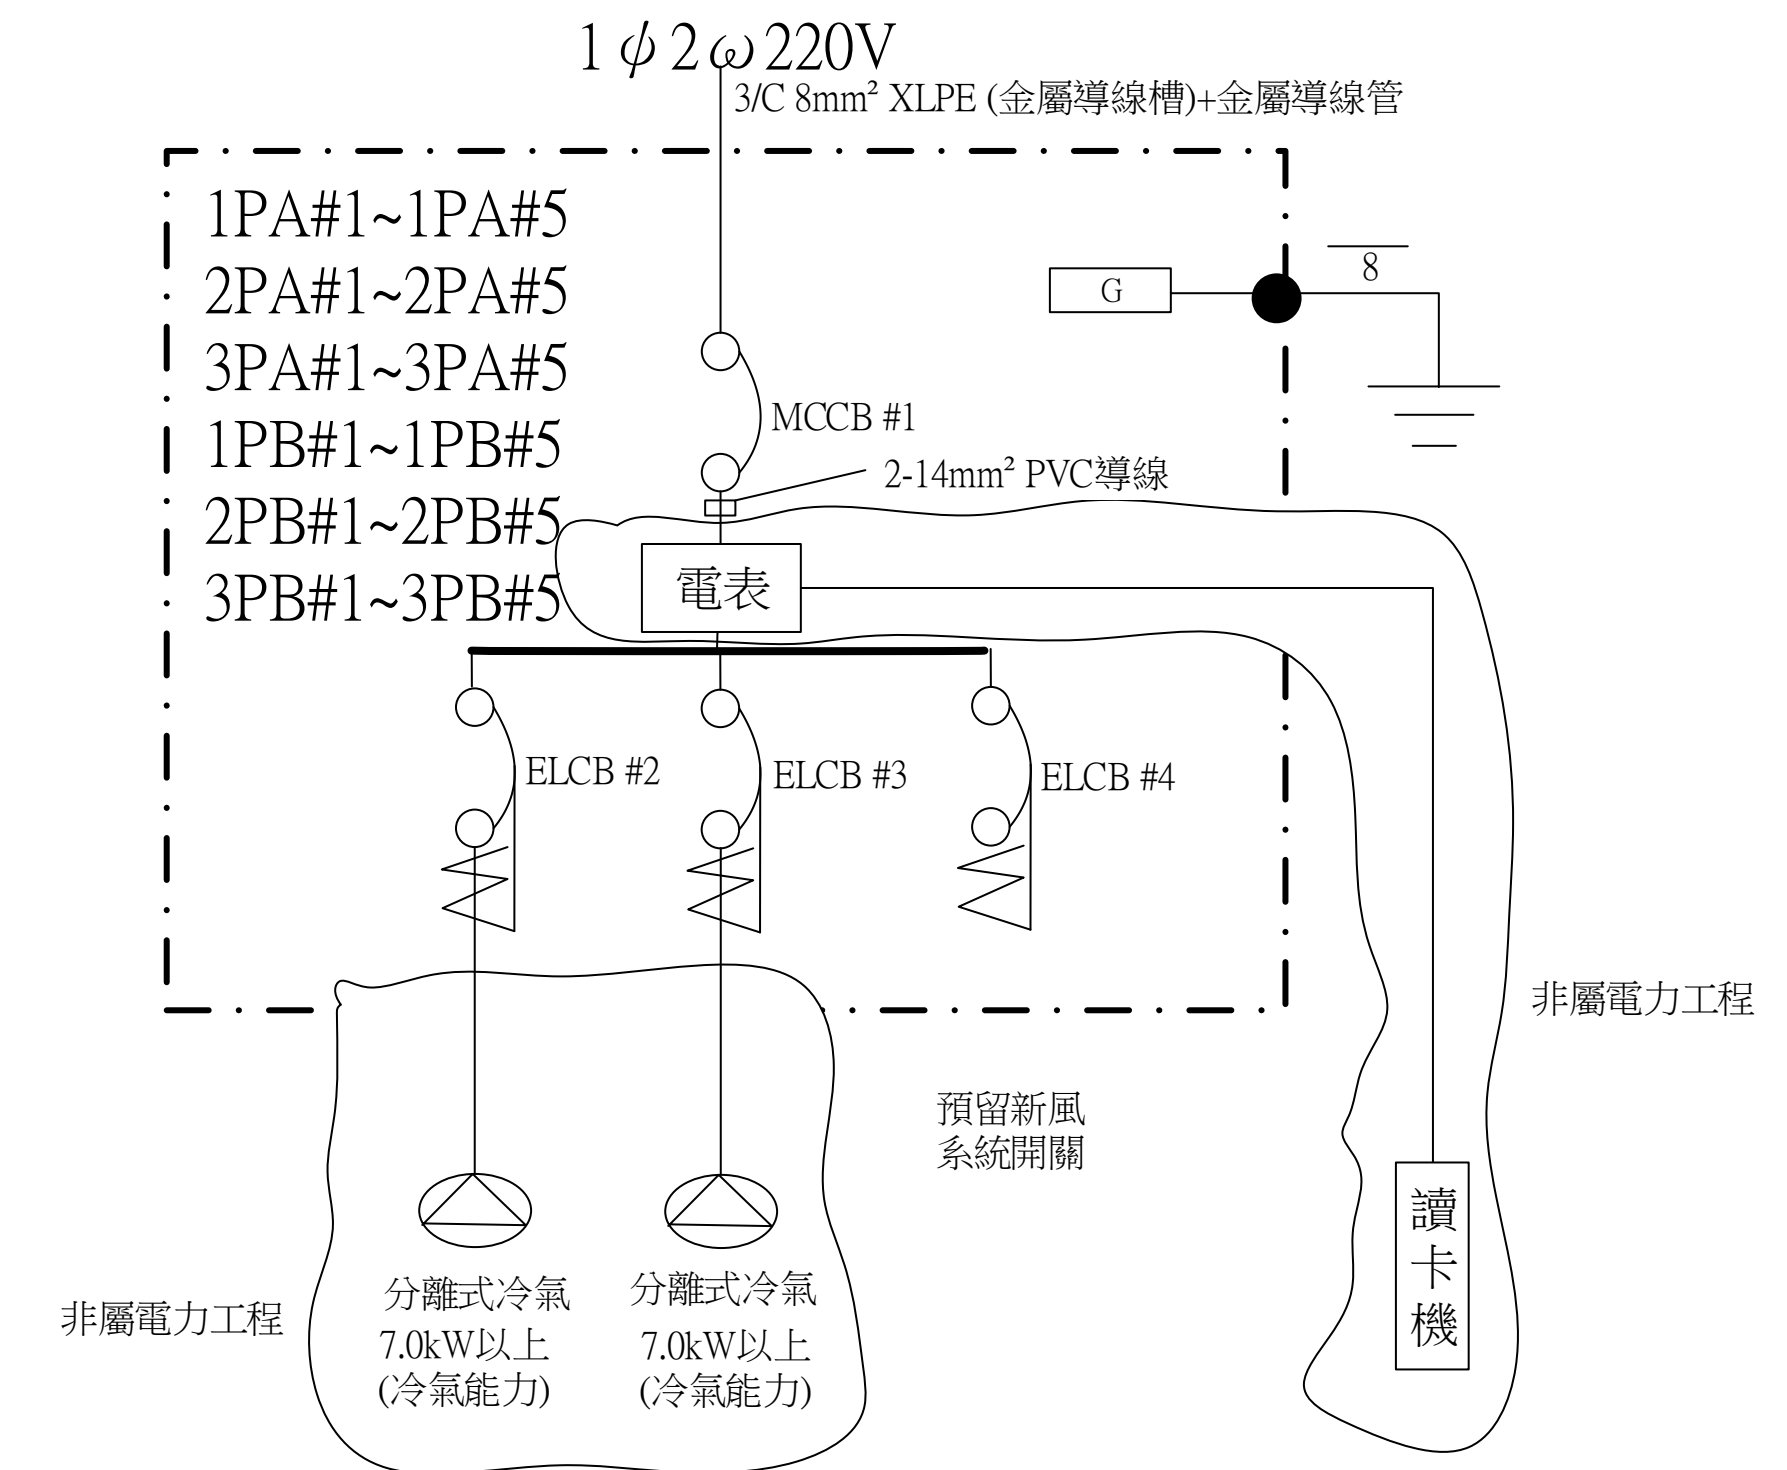 1ψ2ω220V
3/C 8mm² XLPE (金屬導線槽)+金屬導線管
1PA#1~1PA#5
2PA#1~2PA#5
3PA#1~3PA#5
1PB#1~1PB#5
2PB#1~2PB#5
3PB#1~3PB#5
G
8
MCCB #1
2-14mm² PVC導線
電表
ELCB #2
ELCB #3
ELCB #4
非屬電力工程
預留新風
系統開關
讀卡機
非屬電力工程
分離式冷氣
7.0kW以上
(冷氣能力)
分離式冷氣
7.0kW以上
(冷氣能力)